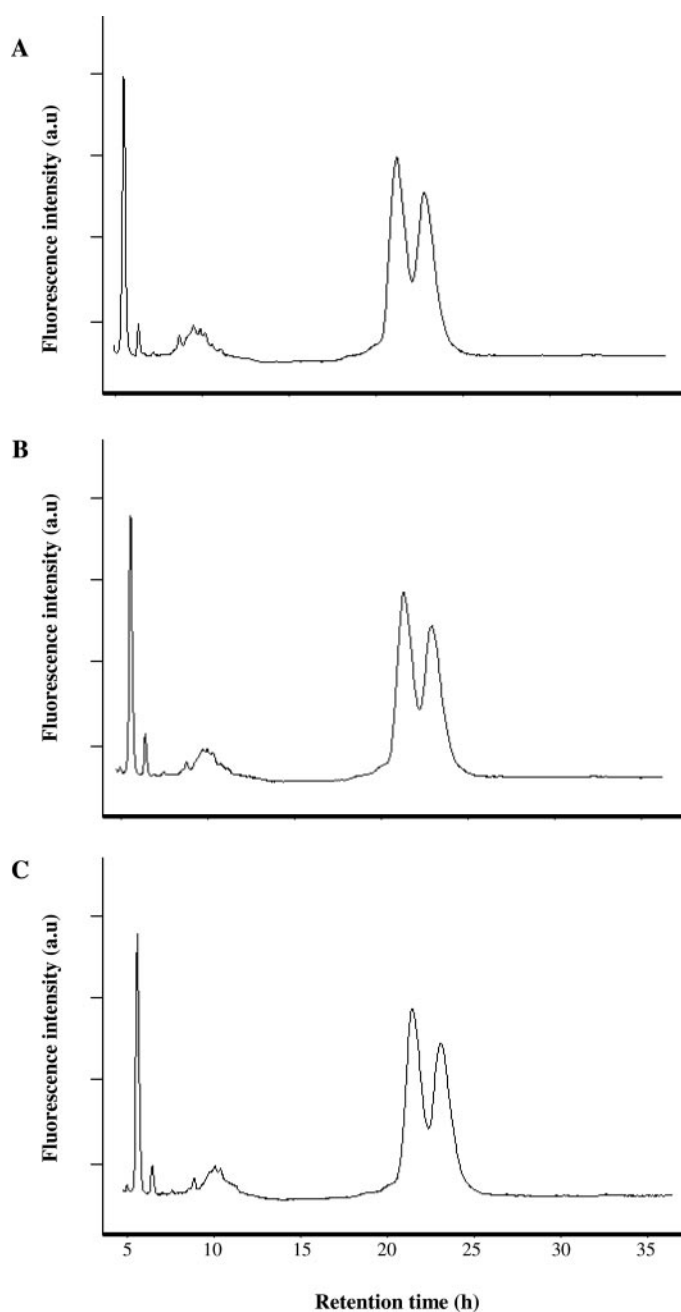 A
Fluorescence intensity (a.u)
B
Fluorescence intensity (a.u)
C
Fluorescence intensity (a.u)
5 10 15 20 25 30 35
Retention time (h)